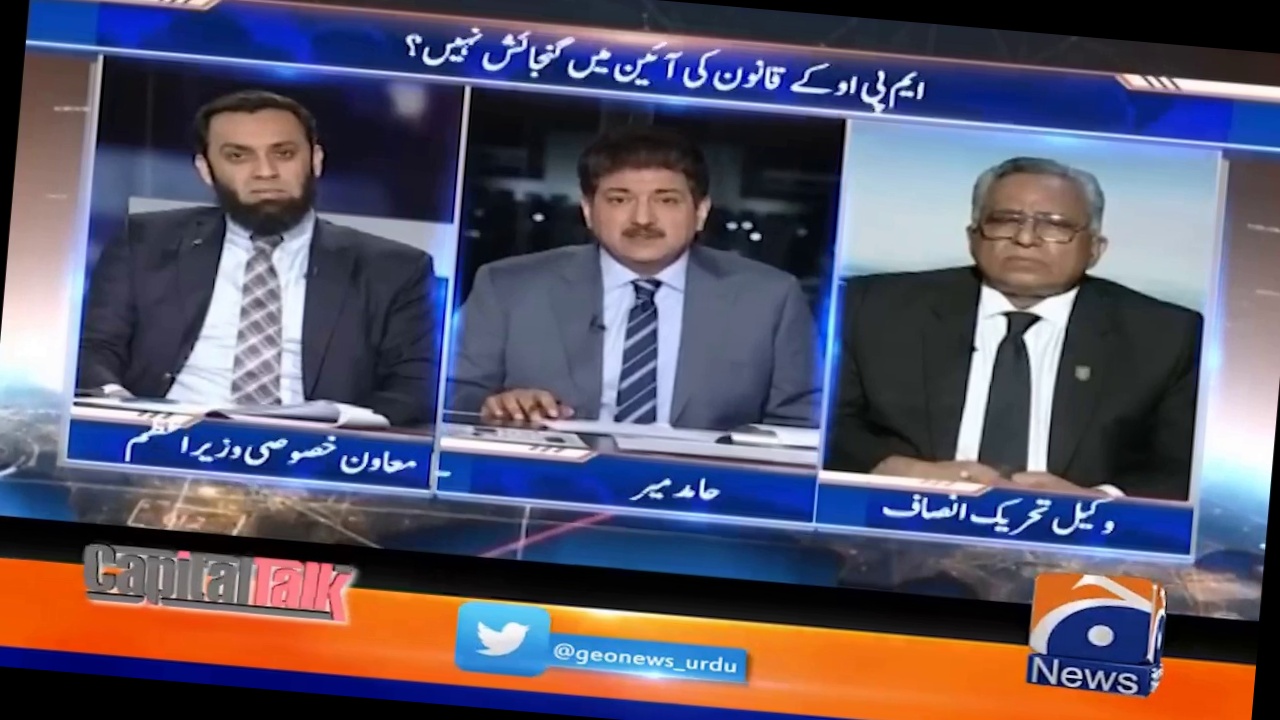 ایم پی او کے قانون کی آئین میں گنجائش نہیں؟
معاون خصوصی وزیراعظم
حامد میر
وکیل تحریک انصاف
Capital Talk
@geonews_urdu
News